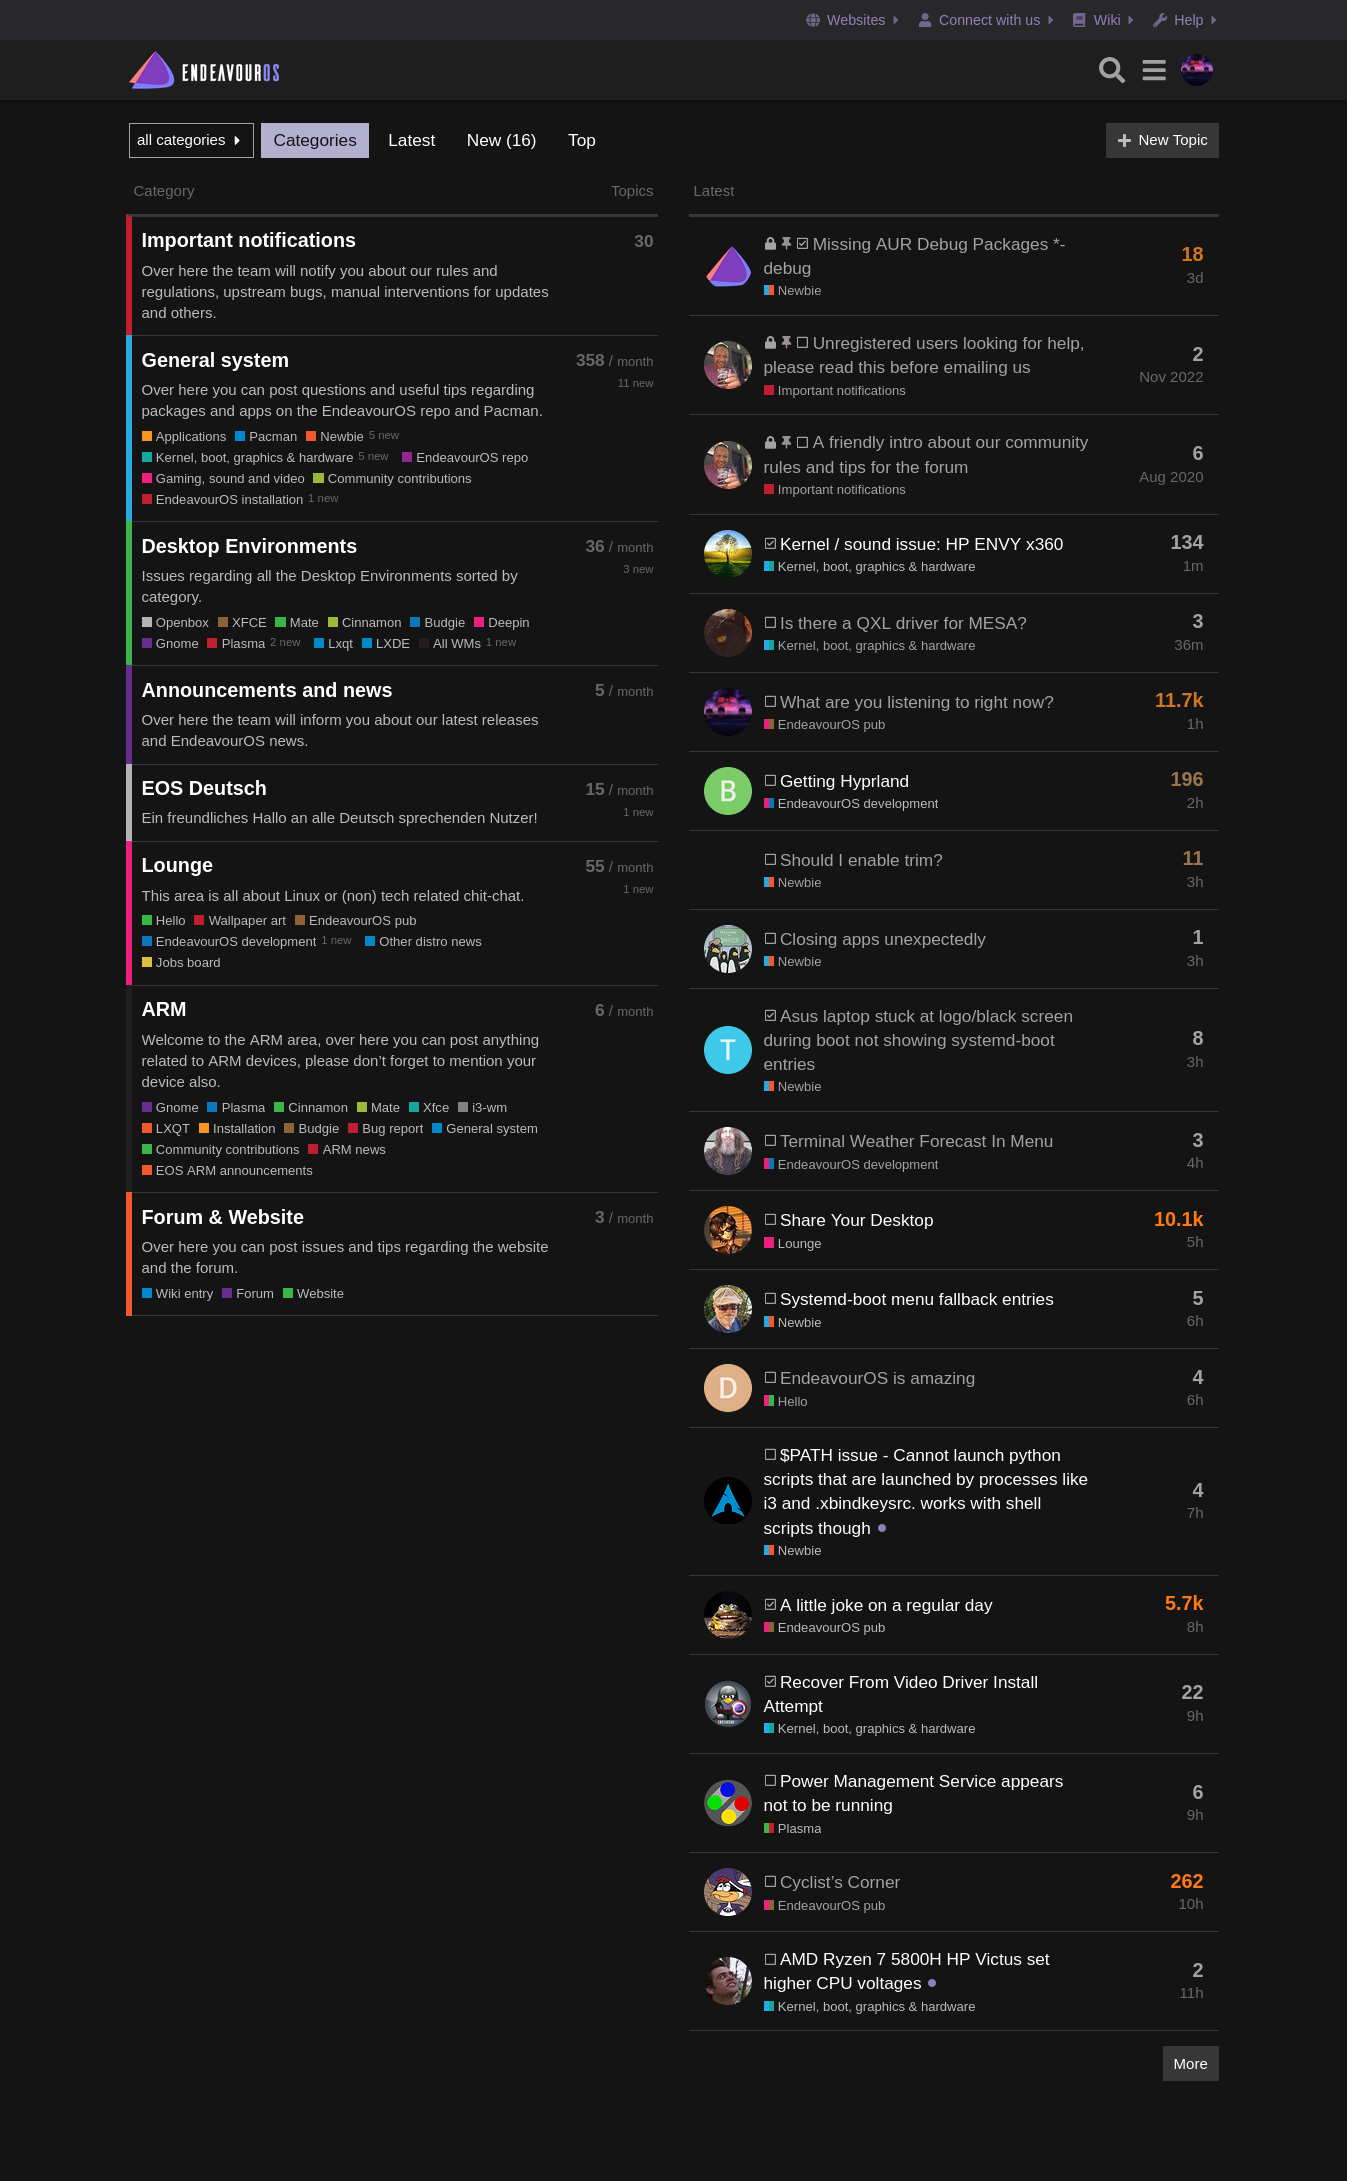 Websites Connect with us Wiki Help
ENDEAVOUROS
all categories Categories Latest New (16) Top New Topic
Category Topics
Important notifications 30
Over here the team will notify you about our rules and
regulations, upstream bugs, manual interventions for updates
and others.
General system 358 / month
11 new
Over here you can post questions and useful tips regarding
packages and apps on the EndeavourOS repo and Pacman.
Applications Pacman Newbie 5 new
Kernel, boot, graphics & hardware 5 new EndeavourOS repo
Gaming, sound and video Community contributions
EndeavourOS installation 1 new
Desktop Environments 36 / month
3 new
Issues regarding all the Desktop Environments sorted by
category.
Openbox XFCE Mate Cinnamon Budgie Deepin
Gnome Plasma 2 new Lxqt LXDE All WMs 1 new
Announcements and news 5 / month
Over here the team will inform you about our latest releases
and EndeavourOS news.
EOS Deutsch 15 / month
1 new
Ein freundliches Hallo an alle Deutsch sprechenden Nutzer!
Lounge 55 / month
1 new
This area is all about Linux or (non) tech related chit-chat.
Hello Wallpaper art EndeavourOS pub
EndeavourOS development 1 new Other distro news
Jobs board
ARM 6 / month
Welcome to the ARM area, over here you can post anything
related to ARM devices, please don’t forget to mention your
device also.
Gnome Plasma Cinnamon Mate Xfce i3-wm
LXQT Installation Budgie Bug report General system
Community contributions ARM news
EOS ARM announcements
Forum & Website 3 / month
Over here you can post issues and tips regarding the website
and the forum.
Wiki entry Forum Website
Latest
Missing AUR Debug Packages *-
debug
Newbie
18
3d
Unregistered users looking for help,
please read this before emailing us
Important notifications
2
Nov 2022
A friendly intro about our community
rules and tips for the forum
Important notifications
6
Aug 2020
Kernel / sound issue: HP ENVY x360
Kernel, boot, graphics & hardware
134
1m
Is there a QXL driver for MESA?
Kernel, boot, graphics & hardware
3
36m
What are you listening to right now?
EndeavourOS pub
11.7k
1h
B
Getting Hyprland
EndeavourOS development
196
2h
Should I enable trim?
Newbie
11
3h
Closing apps unexpectedly
Newbie
1
3h
T
Asus laptop stuck at logo/black screen
during boot not showing systemd-boot
entries
Newbie
8
3h
Terminal Weather Forecast In Menu
EndeavourOS development
3
4h
Share Your Desktop
Lounge
10.1k
5h
Systemd-boot menu fallback entries
Newbie
5
6h
D
EndeavourOS is amazing
Hello
4
6h
$PATH issue - Cannot launch python
scripts that are launched by processes like
i3 and .xbindkeysrc. works with shell
scripts though
Newbie
4
7h
A little joke on a regular day
EndeavourOS pub
5.7k
8h
Recover From Video Driver Install
Attempt
Kernel, boot, graphics & hardware
22
9h
Power Management Service appears
not to be running
Plasma
6
9h
Cyclist’s Corner
EndeavourOS pub
262
10h
AMD Ryzen 7 5800H HP Victus set
higher CPU voltages
Kernel, boot, graphics & hardware
2
11h
More